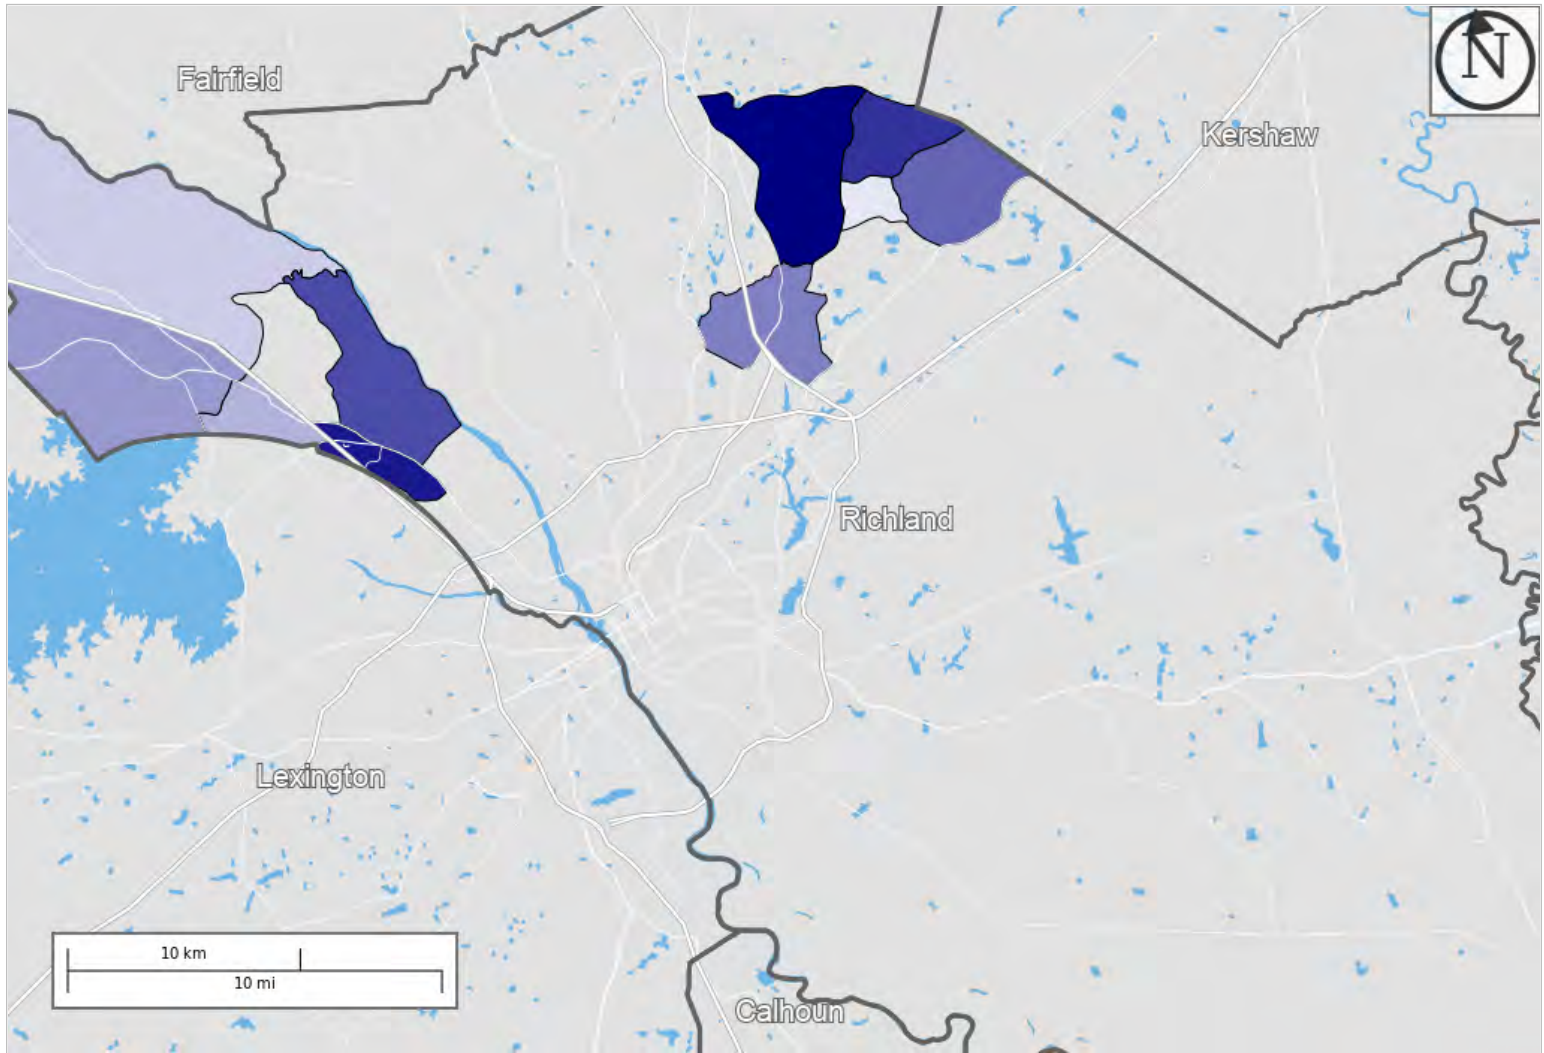 Fairfield
N
Kershaw
Richland
Lexington
10 km
10 mi
Calhoun